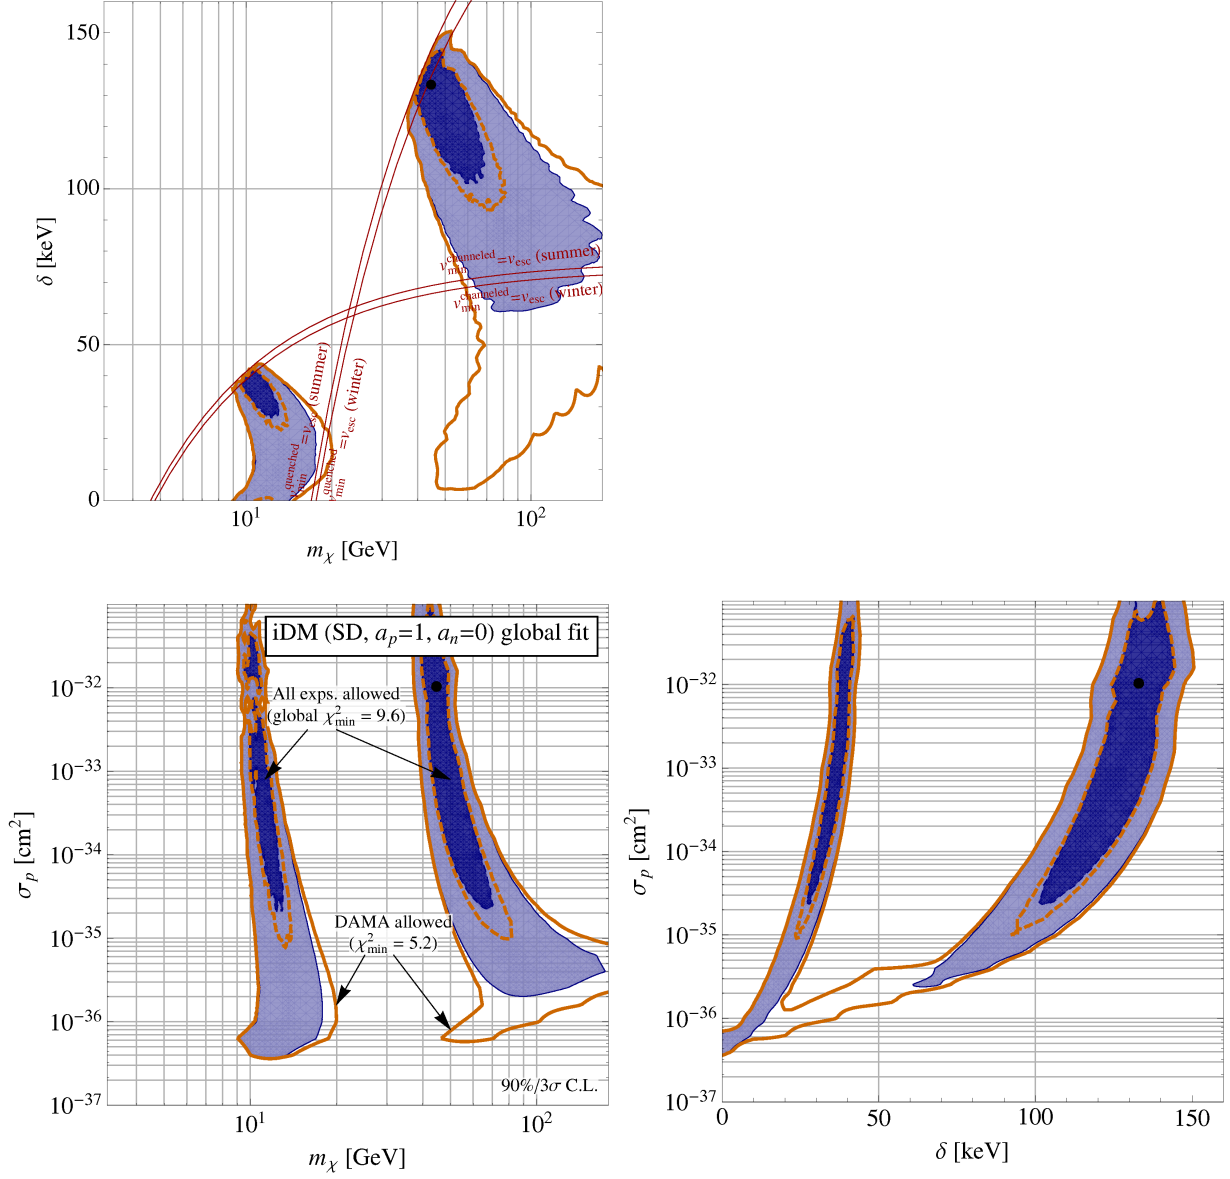 150
100
50
0
δ [keV]
v_min^channeled=v_esc (summer)
v_min^channeled=v_esc (winter)
v_min^quenched=v_esc (summer)
v_min^quenched=v_esc (winter)
10¹
10²
m_χ [GeV]
iDM (SD, a_p=1, a_n=0) global fit
All exps. allowed
(global χ²_min = 9.6)
DAMA allowed
(χ²_min = 5.2)
90%/3σ C.L.
10⁻³²
10⁻³³
10⁻³⁴
10⁻³⁵
10⁻³⁶
10⁻³⁷
σ_p [cm²]
10¹
10²
m_χ [GeV]
10⁻³²
10⁻³³
10⁻³⁴
10⁻³⁵
10⁻³⁶
10⁻³⁷
σ_p [cm²]
0
50
100
150
δ [keV]